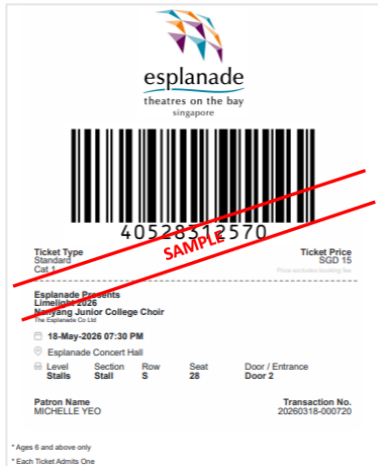 esplanade
theatres on the bay
singapore
40528312570
SAMPLE
Ticket Type Ticket Price
Standard SGD 15
Cat 1 Price excludes booking fee
Esplanade Presents
Limelight 2026
Nanyang Junior College Choir
The Esplanade Co Ltd
18-May-2026 07:30 PM
Esplanade Concert Hall
Level Section Row Seat Door / Entrance
Stalls Stall S 28 Door 2
Patron Name Transaction No.
MICHELLE YEO 20260318-000720
* Ages 6 and above only
* Each Ticket Admits One